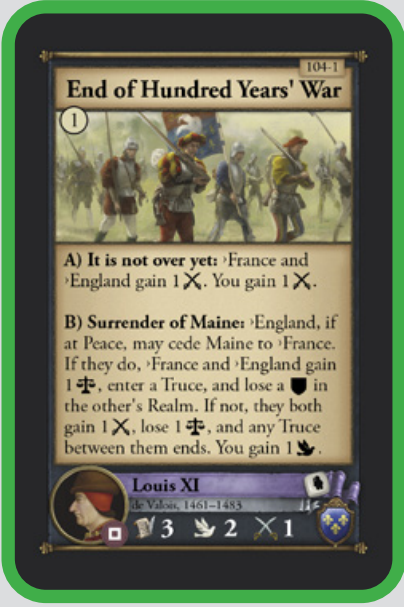 104-1
End of Hundred Years' War
1
A) It is not over yet: ›France and
›England gain 1. You gain 1.
B) Surrender of Maine: ›England, if
at Peace, may cede Maine to ›France.
If they do, ›France and ›England gain
1, enter a Truce, and lose a in
the other's Realm. If not, they both
gain 1, lose 1, and any Truce
between them ends. You gain 1.
Louis XI
de Valois, 1461–1483
3 2 1